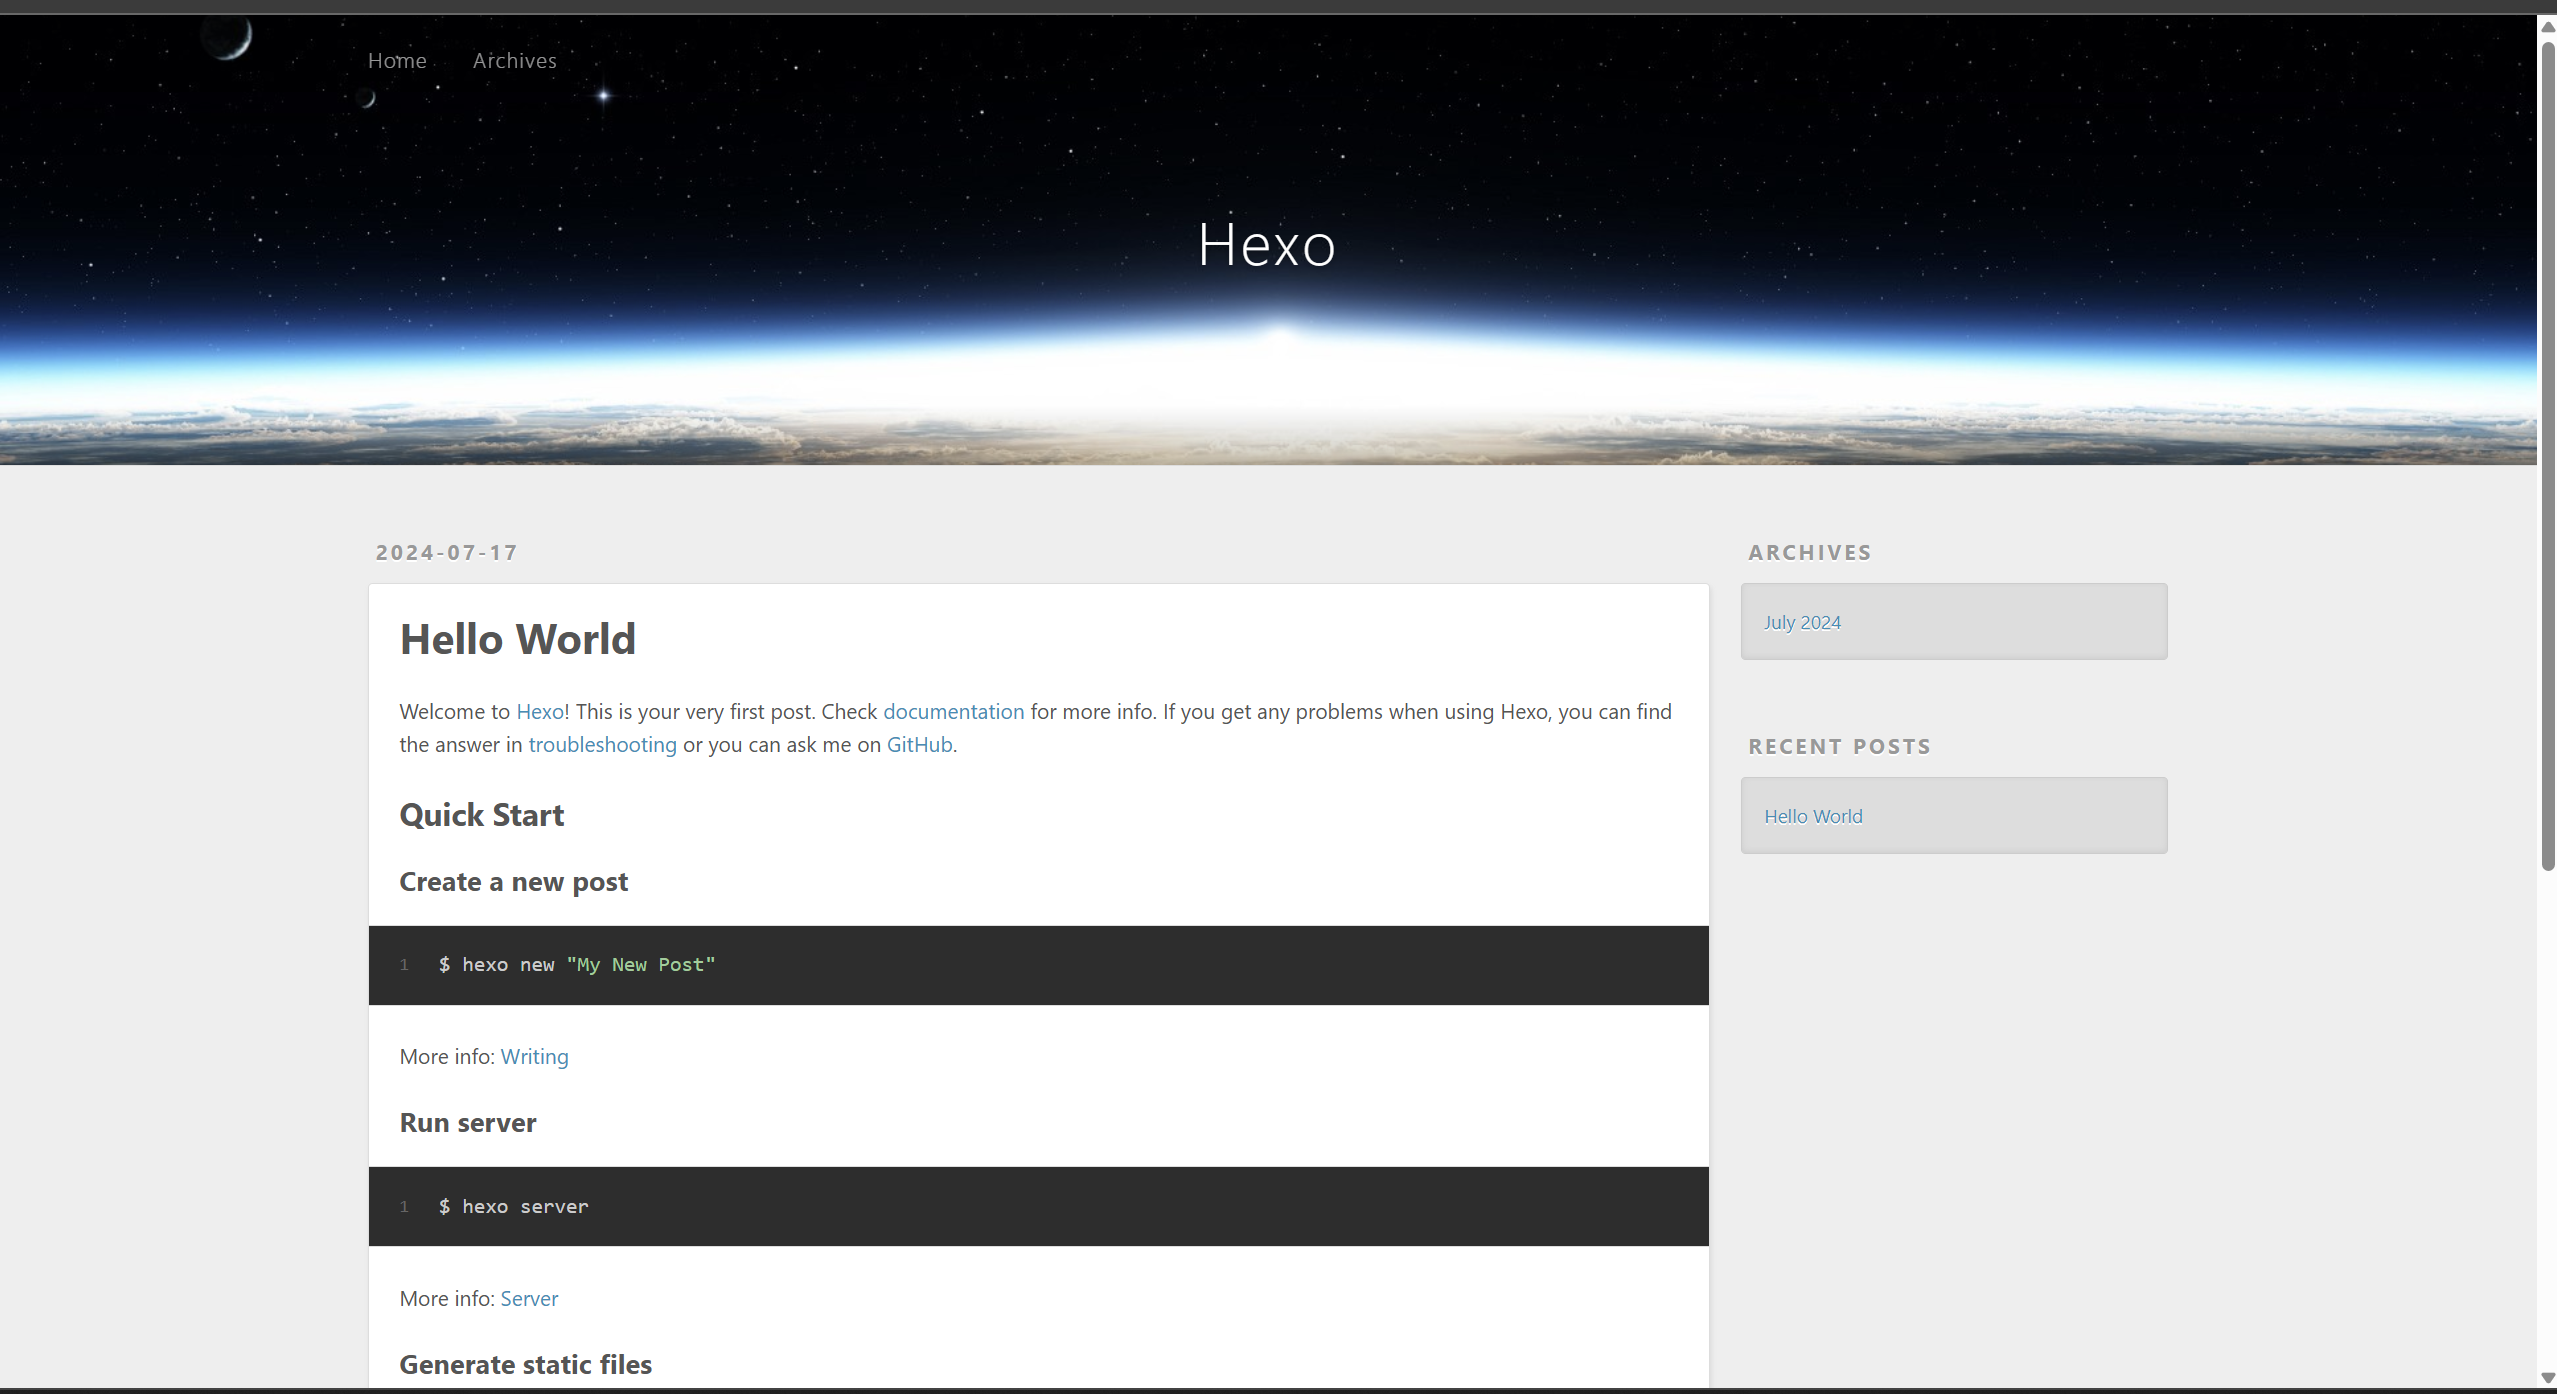 Home Archives
Hexo
2024-07-17
Hello World
Welcome to Hexo! This is your very first post. Check documentation for more info. If you get any problems when using Hexo, you can find
the answer in troubleshooting or you can ask me on GitHub.
Quick Start
Create a new post
1 $ hexo new "My New Post"
More info: Writing
Run server
1 $ hexo server
More info: Server
Generate static files
ARCHIVES
July 2024
RECENT POSTS
Hello World